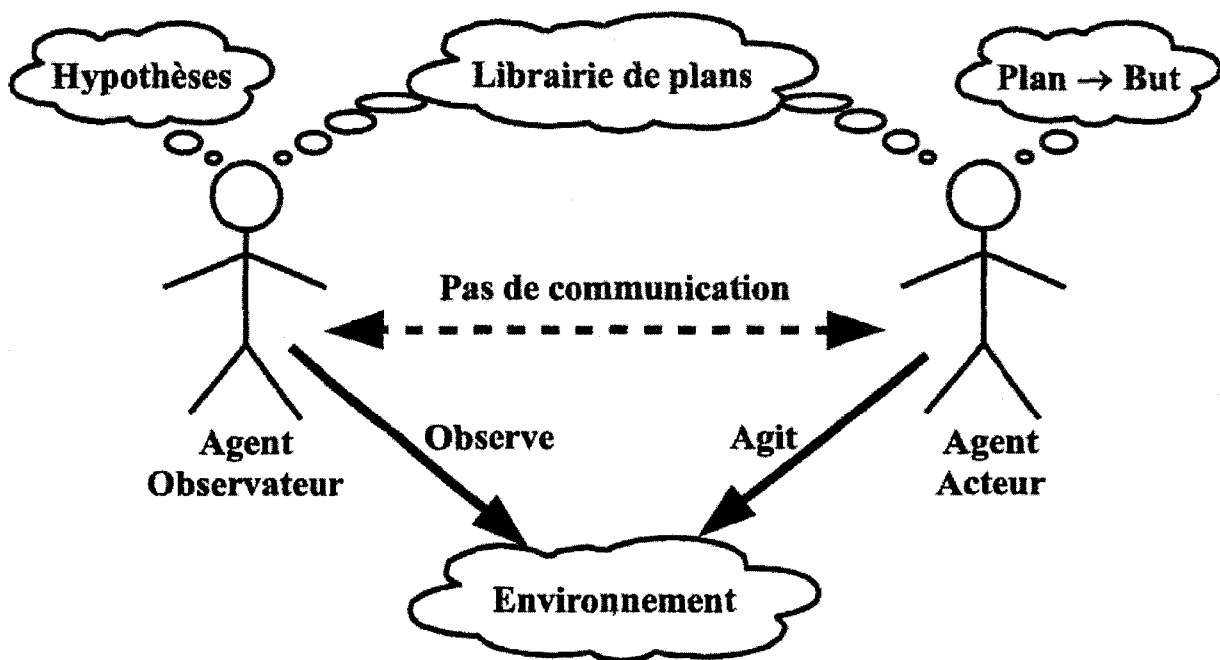 Hypothèses
Librairie de plans
Plan → But
Pas de communication
Observe
Agit
Agent
Observateur
Agent
Acteur
Environnement